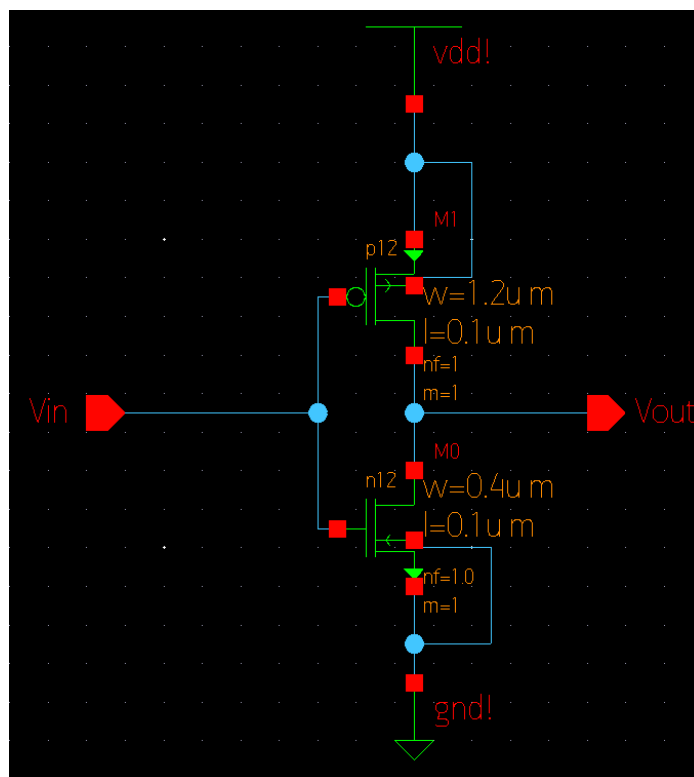 vdd!
M1
p12
w=1.2u m
l=0.1u m
nf=1
m=1
Vin
Vout
M0
n12
w=0.4u m
l=0.1u m
nf=1.0
m=1
gnd!